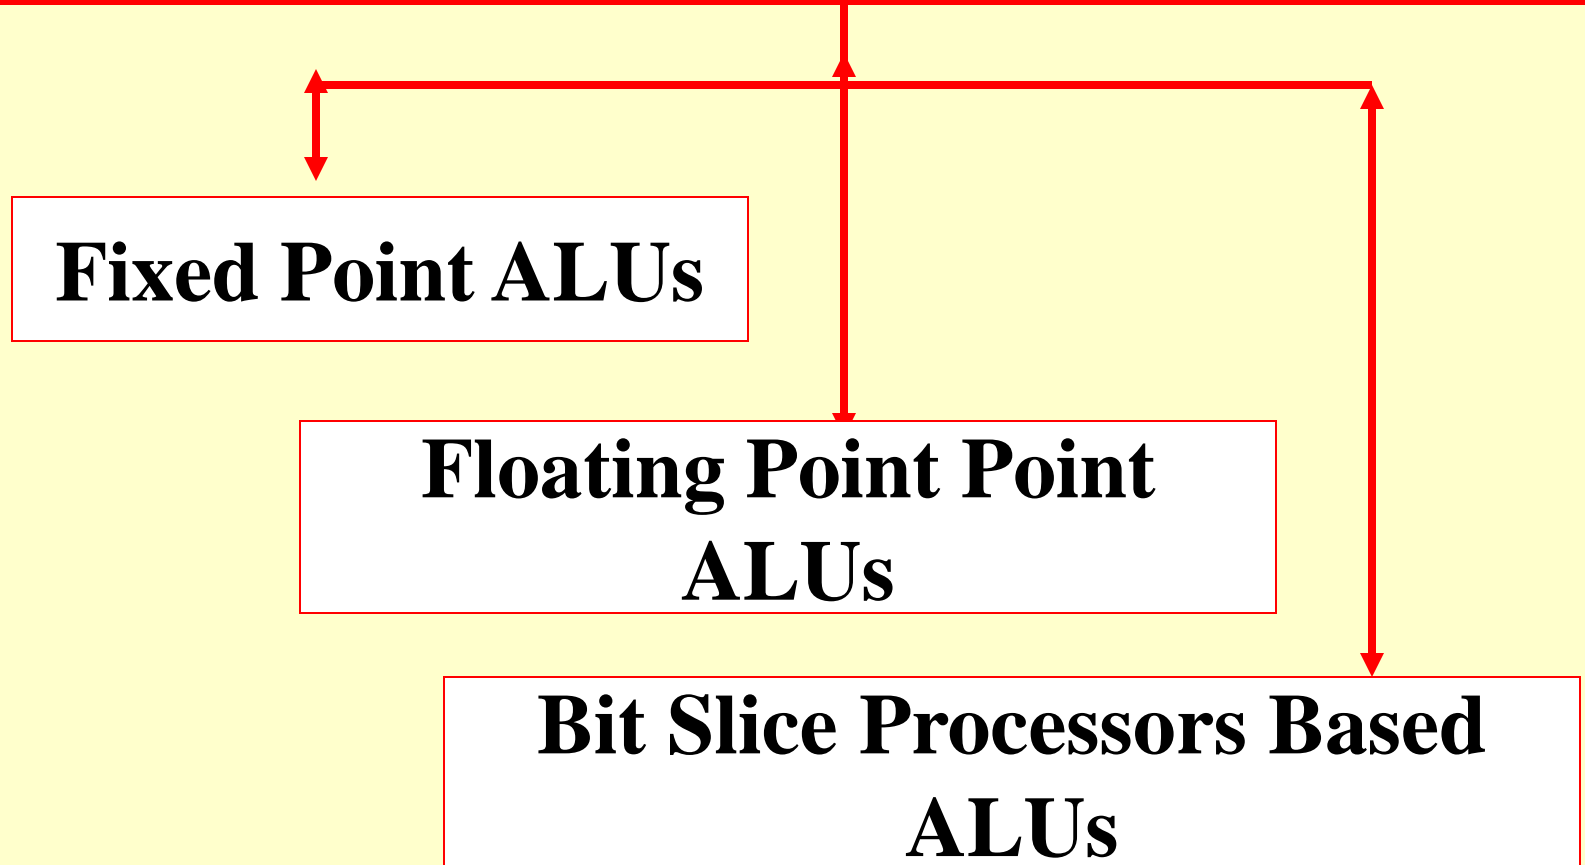 Fixed Point ALUs
Floating Point Point
ALUs
Bit Slice Processors Based
ALUs